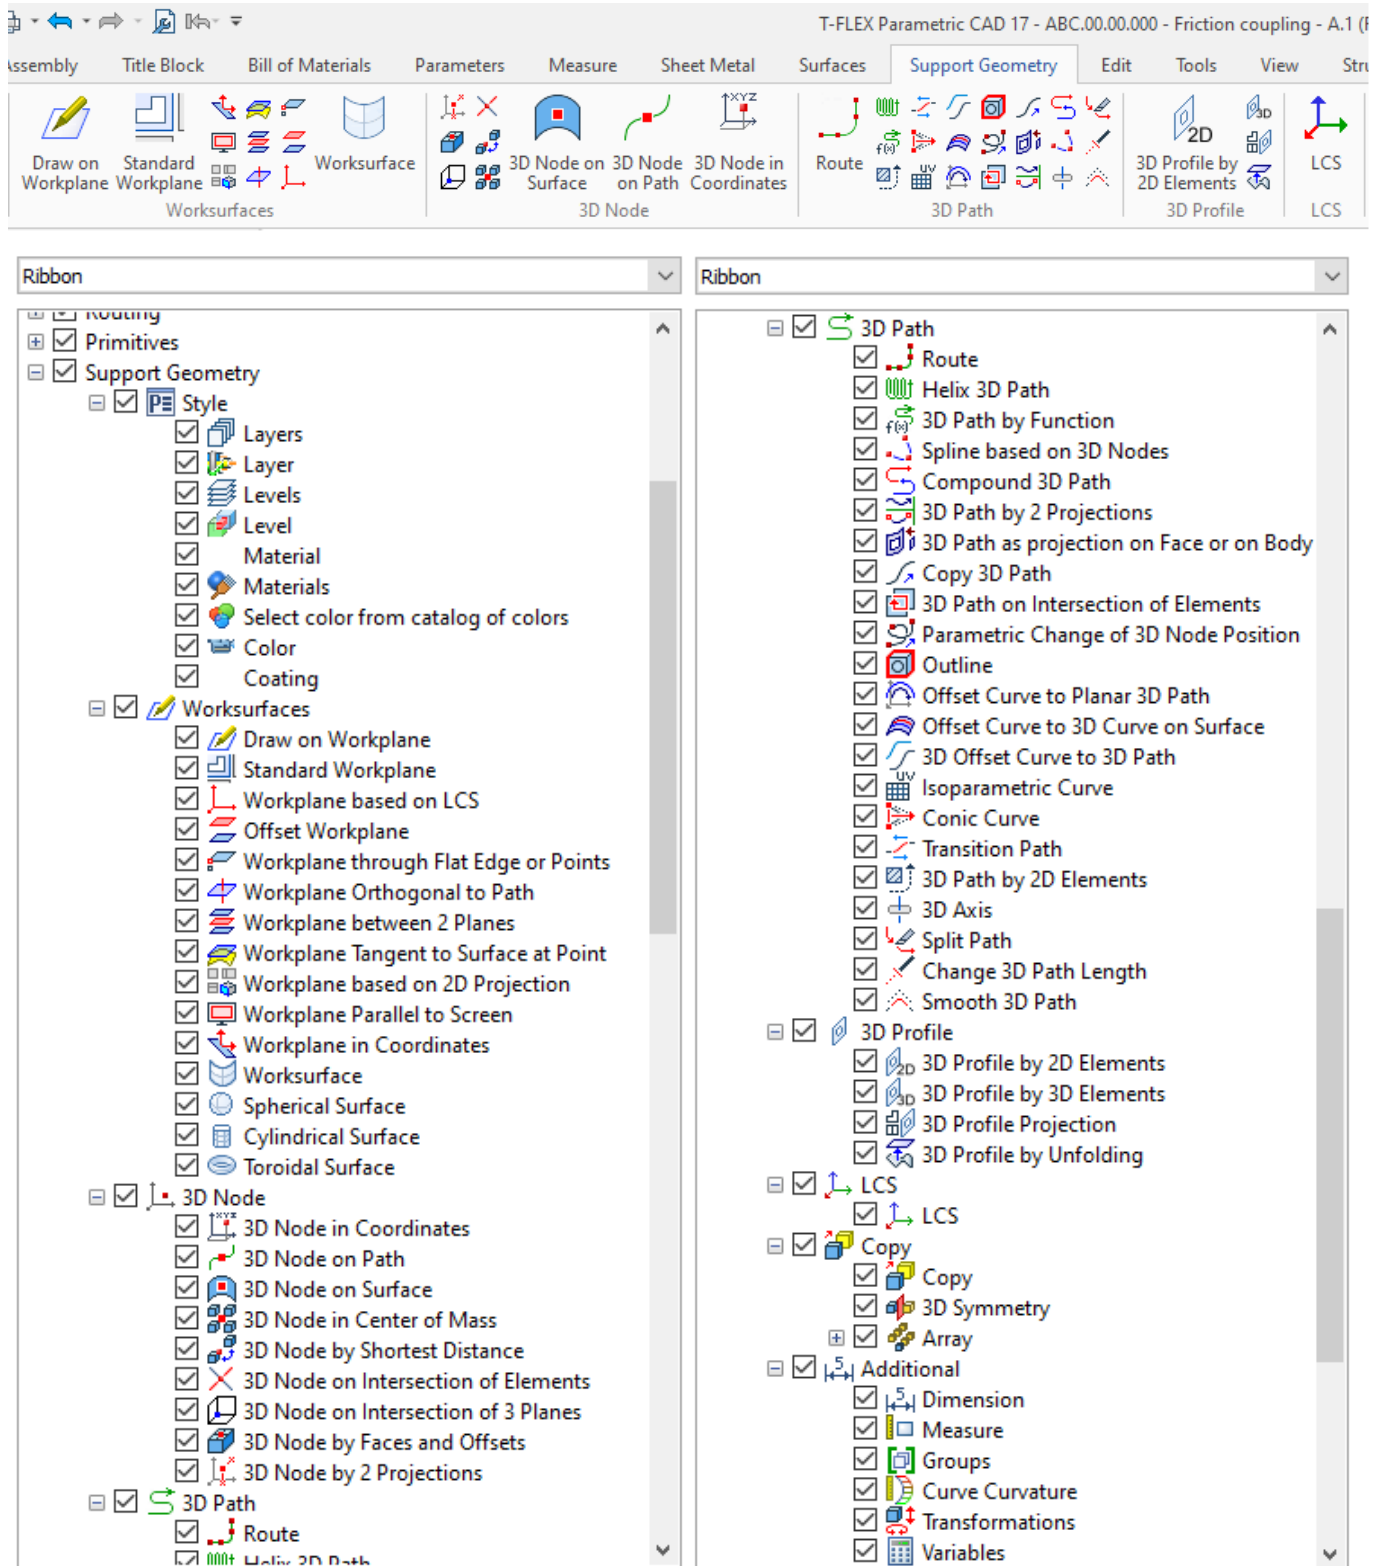 T-FLEX Parametric CAD 17 - ABC.00.00.000 - Friction coupling - A.1 (
Assembly Title Block Bill of Materials Parameters Measure Sheet Metal Surfaces Support Geometry Edit Tools View Stru
Draw on Workplane
Standard Workplane
Worksurface
Worksurfaces
3D Node on Surface
3D Node on Path
3D Node in Coordinates
3D Node
Route
3D Path
3D Profile by 2D Elements
3D Profile
LCS
LCS
Ribbon
Routing
Primitives
Support Geometry
Style
Layers
Layer
Levels
Level
Material
Materials
Select color from catalog of colors
Color
Coating
Worksurfaces
Draw on Workplane
Standard Workplane
Workplane based on LCS
Offset Workplane
Workplane through Flat Edge or Points
Workplane Orthogonal to Path
Workplane between 2 Planes
Workplane Tangent to Surface at Point
Workplane based on 2D Projection
Workplane Parallel to Screen
Workplane in Coordinates
Worksurface
Spherical Surface
Cylindrical Surface
Toroidal Surface
3D Node
3D Node in Coordinates
3D Node on Path
3D Node on Surface
3D Node in Center of Mass
3D Node by Shortest Distance
3D Node on Intersection of Elements
3D Node on Intersection of 3 Planes
3D Node by Faces and Offsets
3D Node by 2 Projections
3D Path
Route
Helix 3D Path
Ribbon
3D Path
Route
Helix 3D Path
3D Path by Function
Spline based on 3D Nodes
Compound 3D Path
3D Path by 2 Projections
3D Path as projection on Face or on Body
Copy 3D Path
3D Path on Intersection of Elements
Parametric Change of 3D Node Position
Outline
Offset Curve to Planar 3D Path
Offset Curve to 3D Curve on Surface
3D Offset Curve to 3D Path
Isoparametric Curve
Conic Curve
Transition Path
3D Path by 2D Elements
3D Axis
Split Path
Change 3D Path Length
Smooth 3D Path
3D Profile
3D Profile by 2D Elements
3D Profile by 3D Elements
3D Profile Projection
3D Profile by Unfolding
LCS
LCS
Copy
Copy
3D Symmetry
Array
Additional
Dimension
Measure
Groups
Curve Curvature
Transformations
Variables